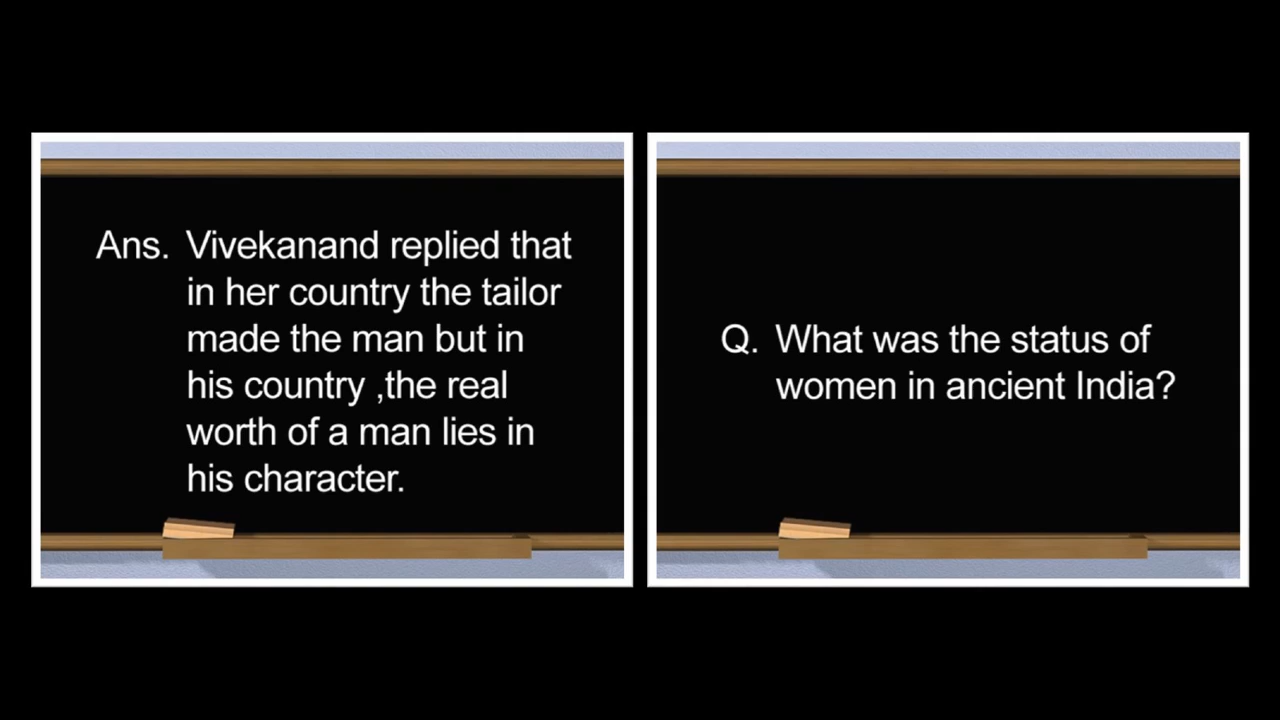 Ans. Vivekanand replied that
in her country the tailor
made the man but in
his country ,the real
worth of a man lies in
his character.
Q. What was the status of
women in ancient India?